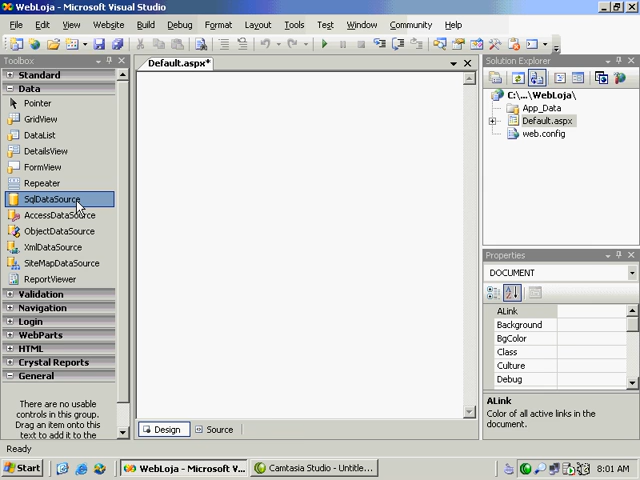 WebLoja - Microsoft Visual Studio
File Edit View Website Build Debug Format Layout Tools Test Window Community Help
Toolbox
Standard
Data
Pointer
GridView
DataList
DetailsView
FormView
Repeater
SqlDataSource
AccessDataSource
ObjectDataSource
XmlDataSource
SiteMapDataSource
ReportViewer
Validation
Navigation
Login
WebParts
HTML
Crystal Reports
General
There are no usable
controls in this group.
Drag an item onto this
text to add it to the
Default.aspx*
Design Source
Solution Explorer
C:\...\WebLoja\
App_Data
Default.aspx
web.config
Properties
DOCUMENT
ALink
Background
BgColor
Class
Culture
Debug
ALink
Color of all active links in the
document.
Ready
Start
WebLoja - Microsoft V...
Camtasia Studio - Untitle...
8:01 AM